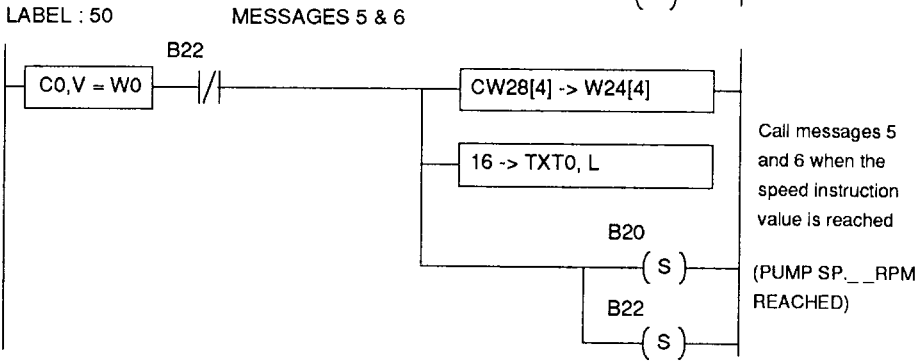 LABEL : 50 MESSAGES 5 & 6
B22
C0,V = W0
CW28[4] -> W24[4]
16 -> TXT0, L
B20
S
B22
S
Call messages 5
and 6 when the
speed instruction
value is reached
(PUMP SP._ _RPM
REACHED)